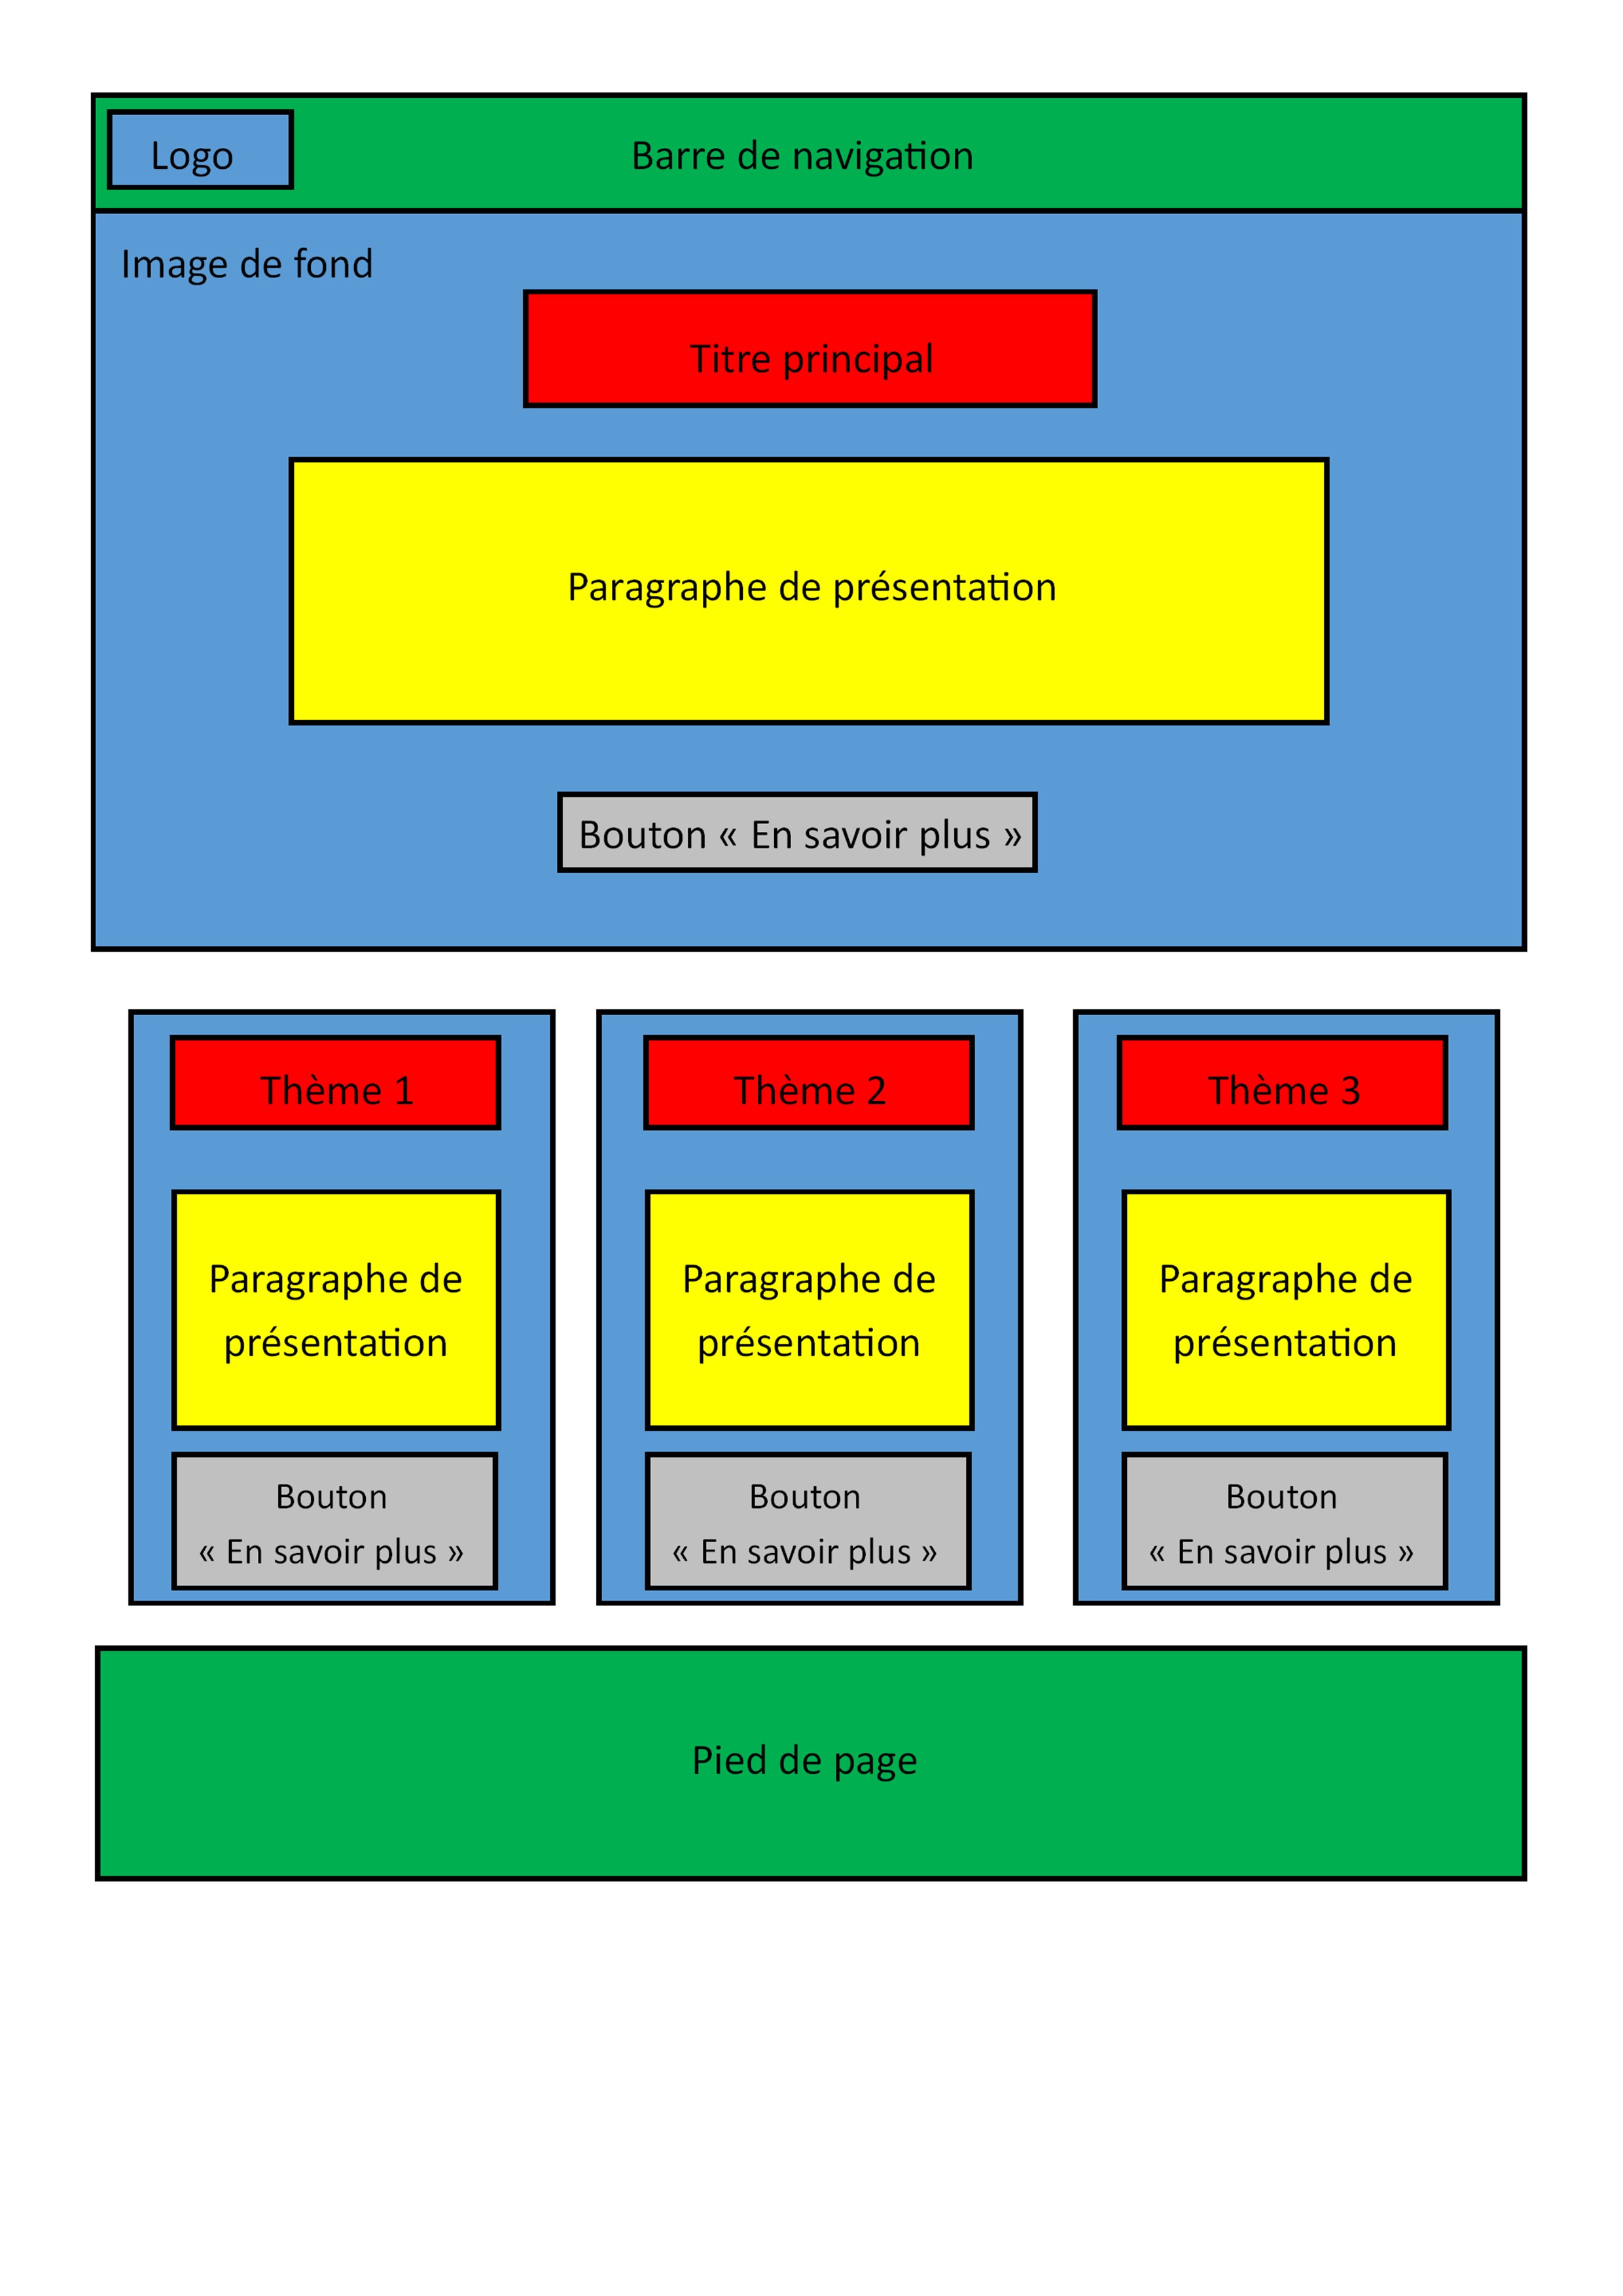 Logo
Barre de navigation
Image de fond
Titre principal
Paragraphe de présentation
Bouton « En savoir plus »
Thème 1
Paragraphe de
présentation
Bouton
« En savoir plus »
Thème 2
Paragraphe de
présentation
Bouton
« En savoir plus »
Thème 3
Paragraphe de
présentation
Bouton
« En savoir plus »
Pied de page